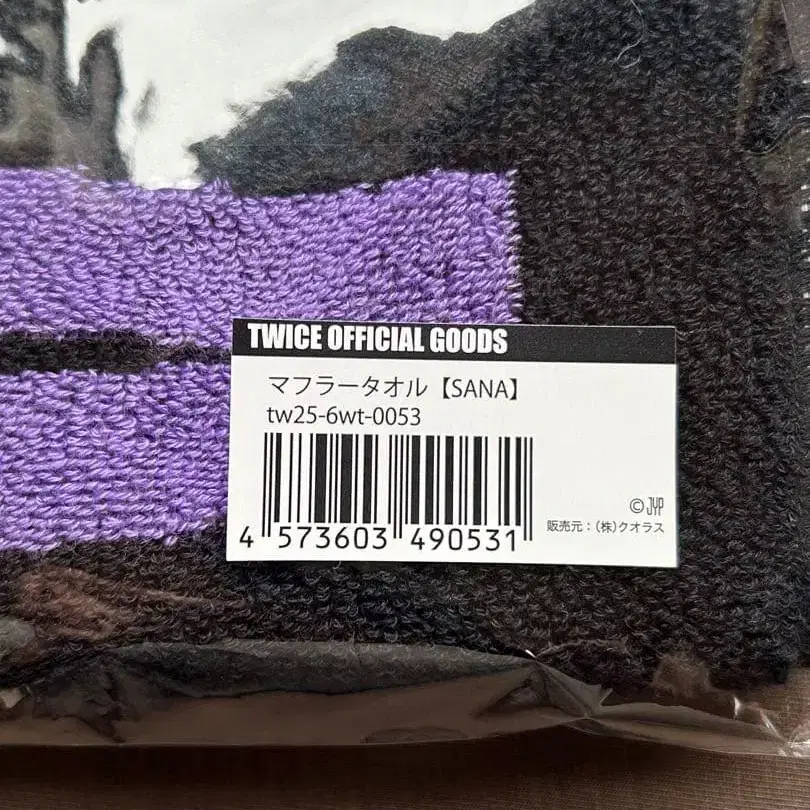 TWICE OFFICIAL GOODS
マフラータオル【SANA】
tw25-6wt-0053
4 573603 490531
©JYP
販売元：（株）クオラス